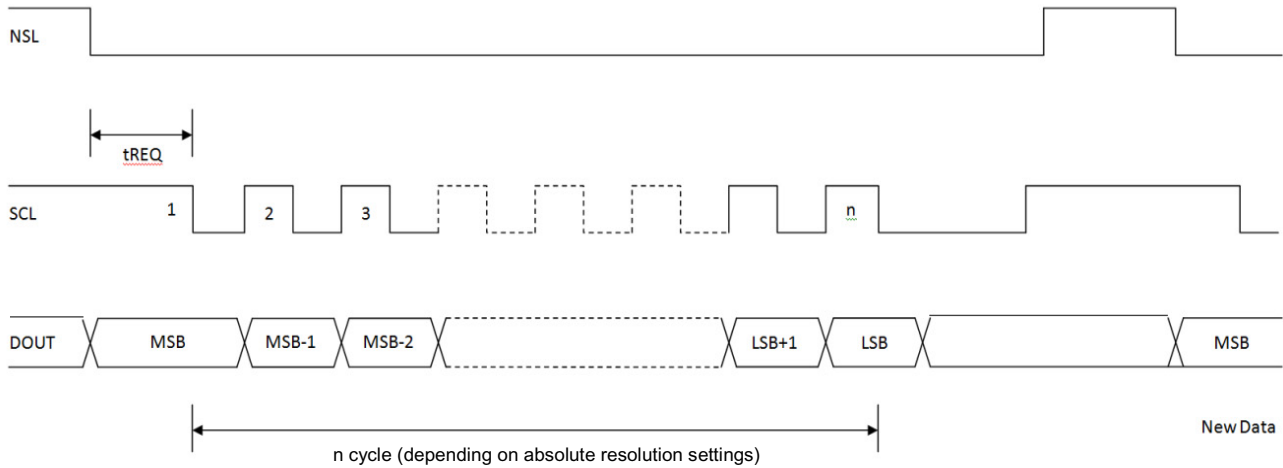 NSL
tREQ
SCL
1 2 3 n
DOUT MSB MSB-1 MSB-2 LSB+1 LSB MSB
New Data
n cycle (depending on absolute resolution settings)